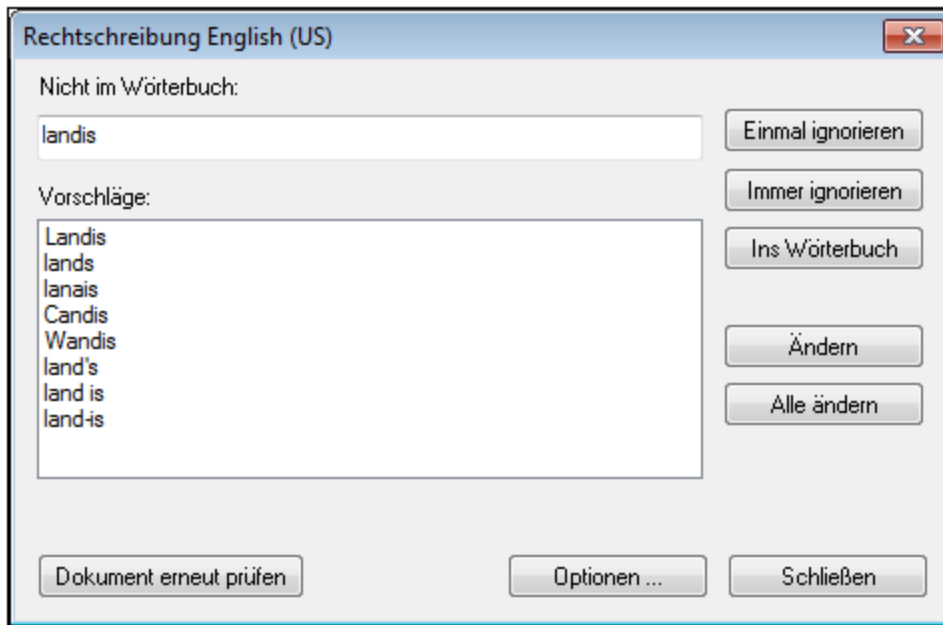 Rechtschreibung English (US)
Nicht im Wörterbuch:
landis
Einmal ignorieren
Vorschläge:
Immer ignorieren
Landis
lands
lanais
Candis
Wandis
land's
land is
land-is
Ins Wörterbuch
Ändern
Alle ändern
Dokument erneut prüfen
Optionen ...
Schließen